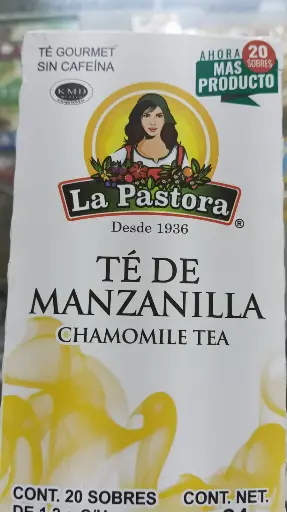 TÉ GOURMET
SIN CAFEÍNA
KMD
AHORA
20
SOBRES
MAS
PRODUCTO
La Pastora
®
Desde 1936
TÉ DE
MANZANILLA
CHAMOMILE TEA
CONT. 20 SOBRES
CONT. NET.